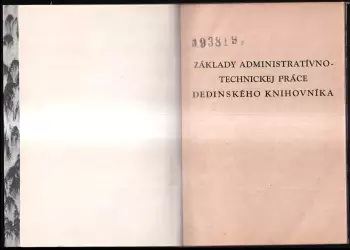 ZÁKLADY ADMINISTRATÍVNO-
TECHNICKEJ PRÁCE
DEDINSKÉHO KNIHOVNÍKA